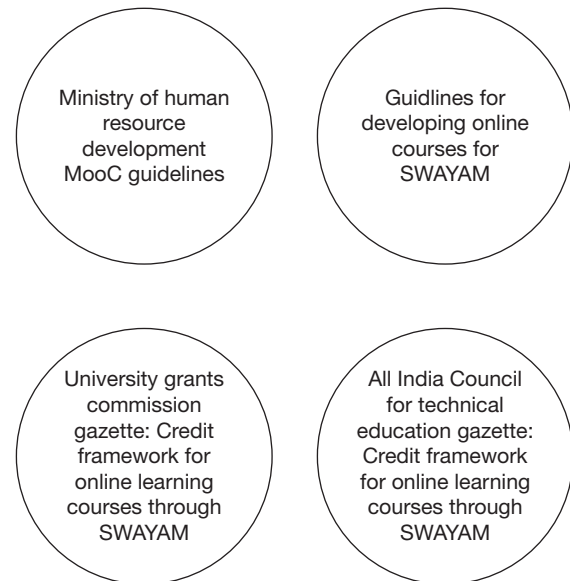 Ministry of human
resource
development
MooC guidelines
Guidlines for
developing online
courses for
SWAYAM
University grants
commission
gazette: Credit
framework for
online learning
courses through
SWAYAM
All India Council
for technical
education gazette:
Credit framework
for online learning
courses through
SWAYAM